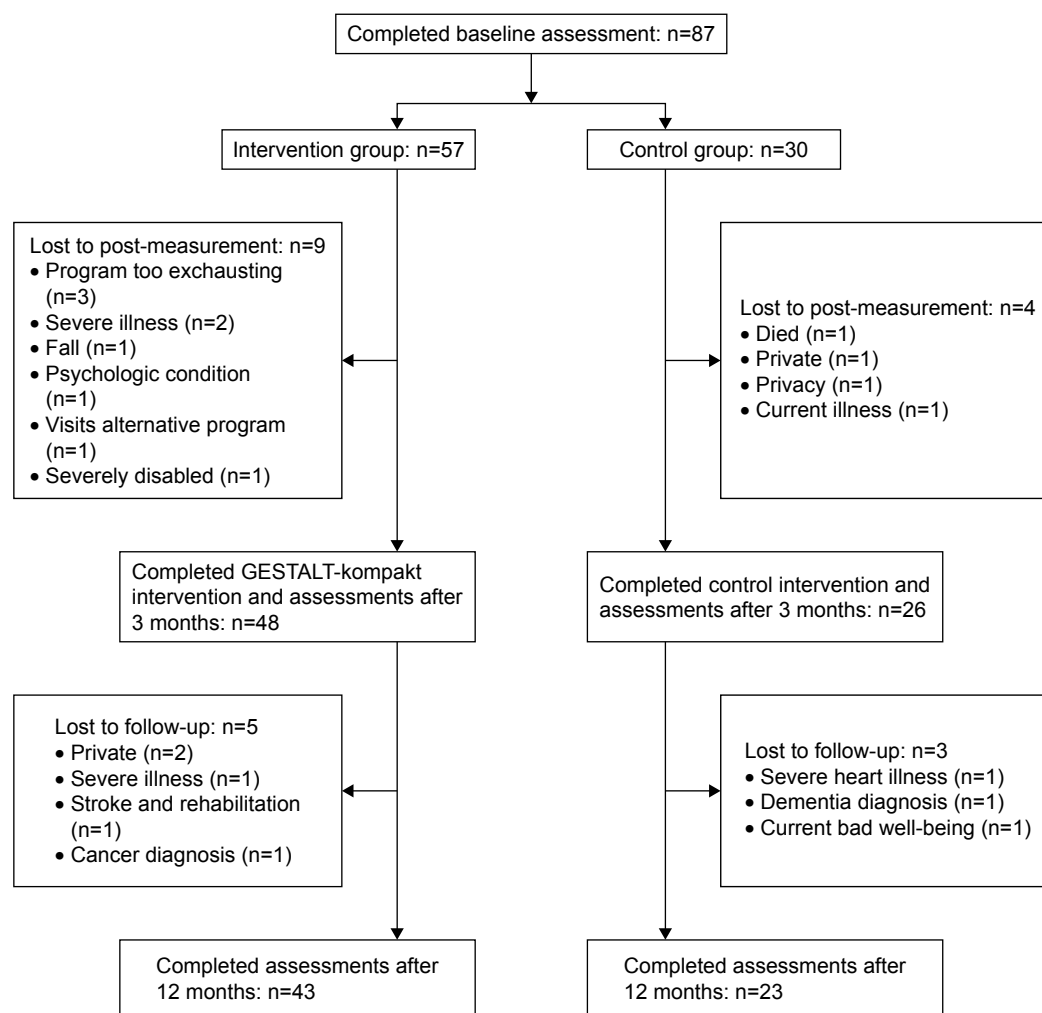 Completed baseline assessment: n=87
Intervention group: n=57
Control group: n=30
Lost to post-measurement: n=9
• Program too exchausting
(n=3)
• Severe illness (n=2)
• Fall (n=1)
• Psychologic condition
(n=1)
• Visits alternative program
(n=1)
• Severely disabled (n=1)
Lost to post-measurement: n=4
• Died (n=1)
• Private (n=1)
• Privacy (n=1)
• Current illness (n=1)
Completed GESTALT-kompakt
intervention and assessments after
3 months: n=48
Completed control intervention and
assessments after 3 months: n=26
Lost to follow-up: n=5
• Private (n=2)
• Severe illness (n=1)
• Stroke and rehabilitation
(n=1)
• Cancer diagnosis (n=1)
Lost to follow-up: n=3
• Severe heart illness (n=1)
• Dementia diagnosis (n=1)
• Current bad well-being (n=1)
Completed assessments after
12 months: n=43
Completed assessments after
12 months: n=23